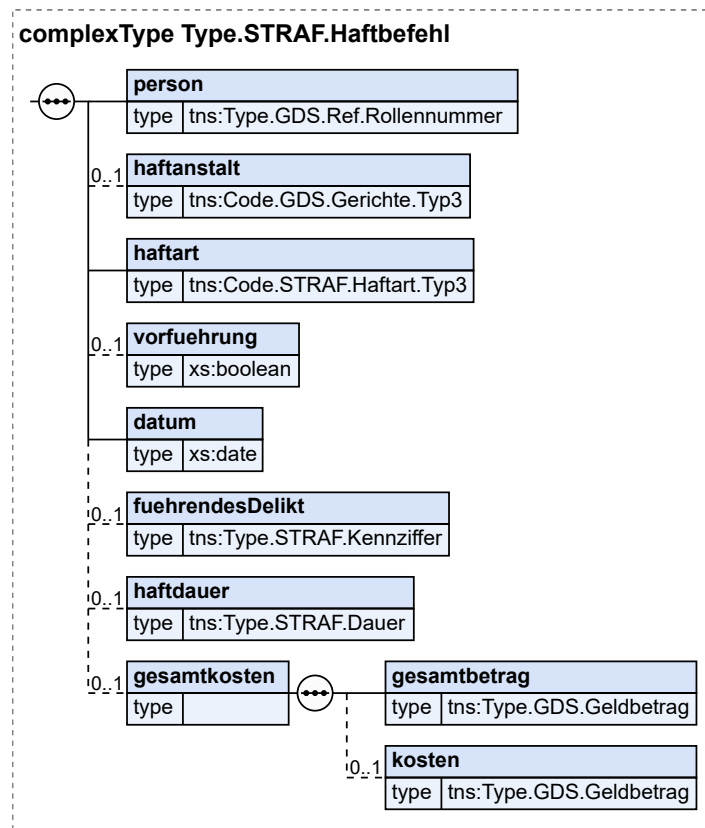 complexType Type.STRAF.Haftbefehl
person
type tns:Type.GDS.Ref.Rollennummer
0..1
haftanstalt
type tns:Code.GDS.Gerichte.Typ3
haftart
type tns:Code.STRAF.Haftart.Typ3
0..1
vorfuehrung
type xs:boolean
datum
type xs:date
0..1
fuehrendesDelikt
type tns:Type.STRAF.Kennziffer
0..1
haftdauer
type tns:Type.STRAF.Dauer
0..1
gesamtkosten
type
gesamtbetrag
type tns:Type.GDS.Geldbetrag
0..1
kosten
type tns:Type.GDS.Geldbetrag